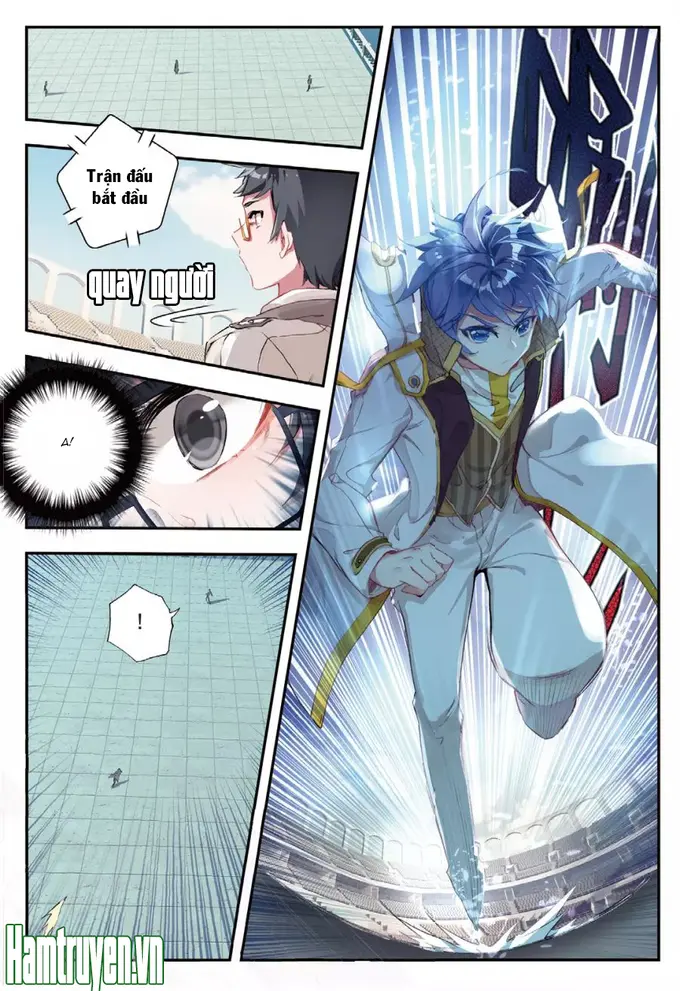 Trận đấu
bắt đầu
quay người
A!
!
Hamtruyen.vn